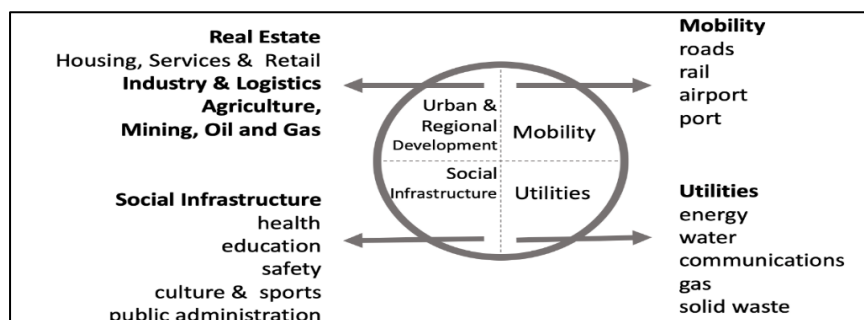 Real Estate
Housing, Services & Retail
Industry & Logistics
Agriculture,
Mining, Oil and Gas
Social Infrastructure
health
education
safety
culture & sports
public administration
Urban &
Regional
Development
Mobility
Social
Infrastructure
Utilities
Mobility
roads
rail
airport
port
Utilities
energy
water
communications
gas
solid waste